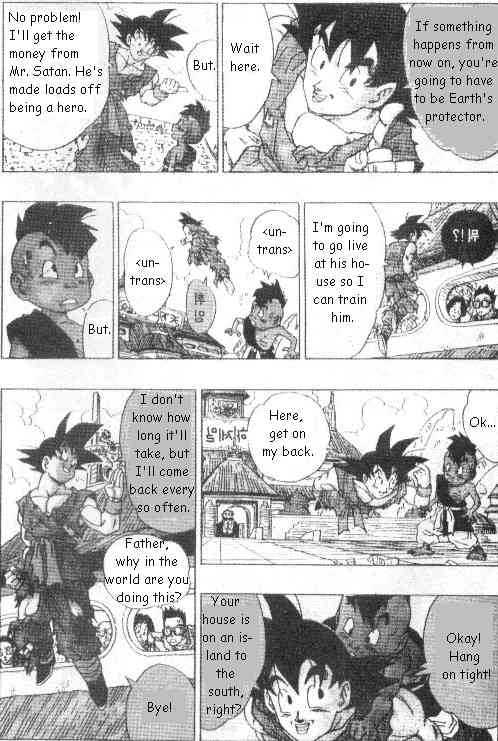 No problem!
I'll get the
money from
Mr. Satan. He's
made loads off
being a hero.
But.
Wait
here.
If something
happens from
now on, you're
going to have
to be Earth's
protector.
But.
<un-
trans>
<un-
trans>
I'm going
to go live
at his ho-
use so I
can train
him.
I don't
know how
long it'll
take, but
I'll come
back every
so often.
Father,
why in the
world are you
doing this?
Bye!
Here,
get on
my back.
Ok...
Your
house is
on an is-
land to
the
south,
right?
Okay!
Hang
on tight!